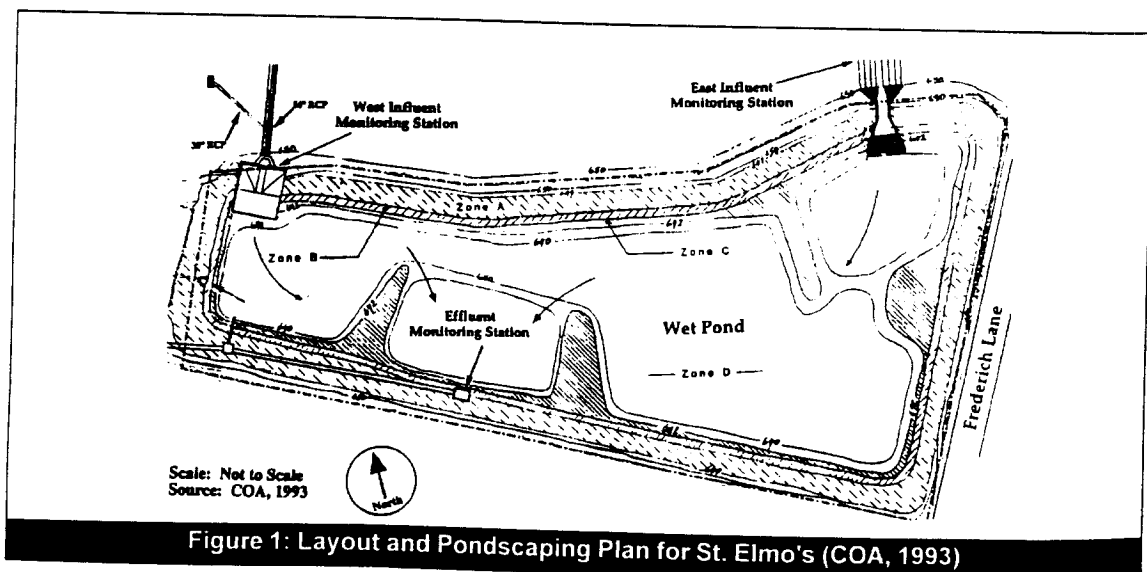 East Influent
Monitoring Station
West Influent
Monitoring Station
Zone A
Zone B
Zone C
690
Effluent
Monitoring Station
Wet Pond
Zone D
690
Frederich Lane
Scale: Not to Scale
Source: COA, 1993
North
Figure 1: Layout and Pondscaping Plan for St. Elmo's (COA, 1993)